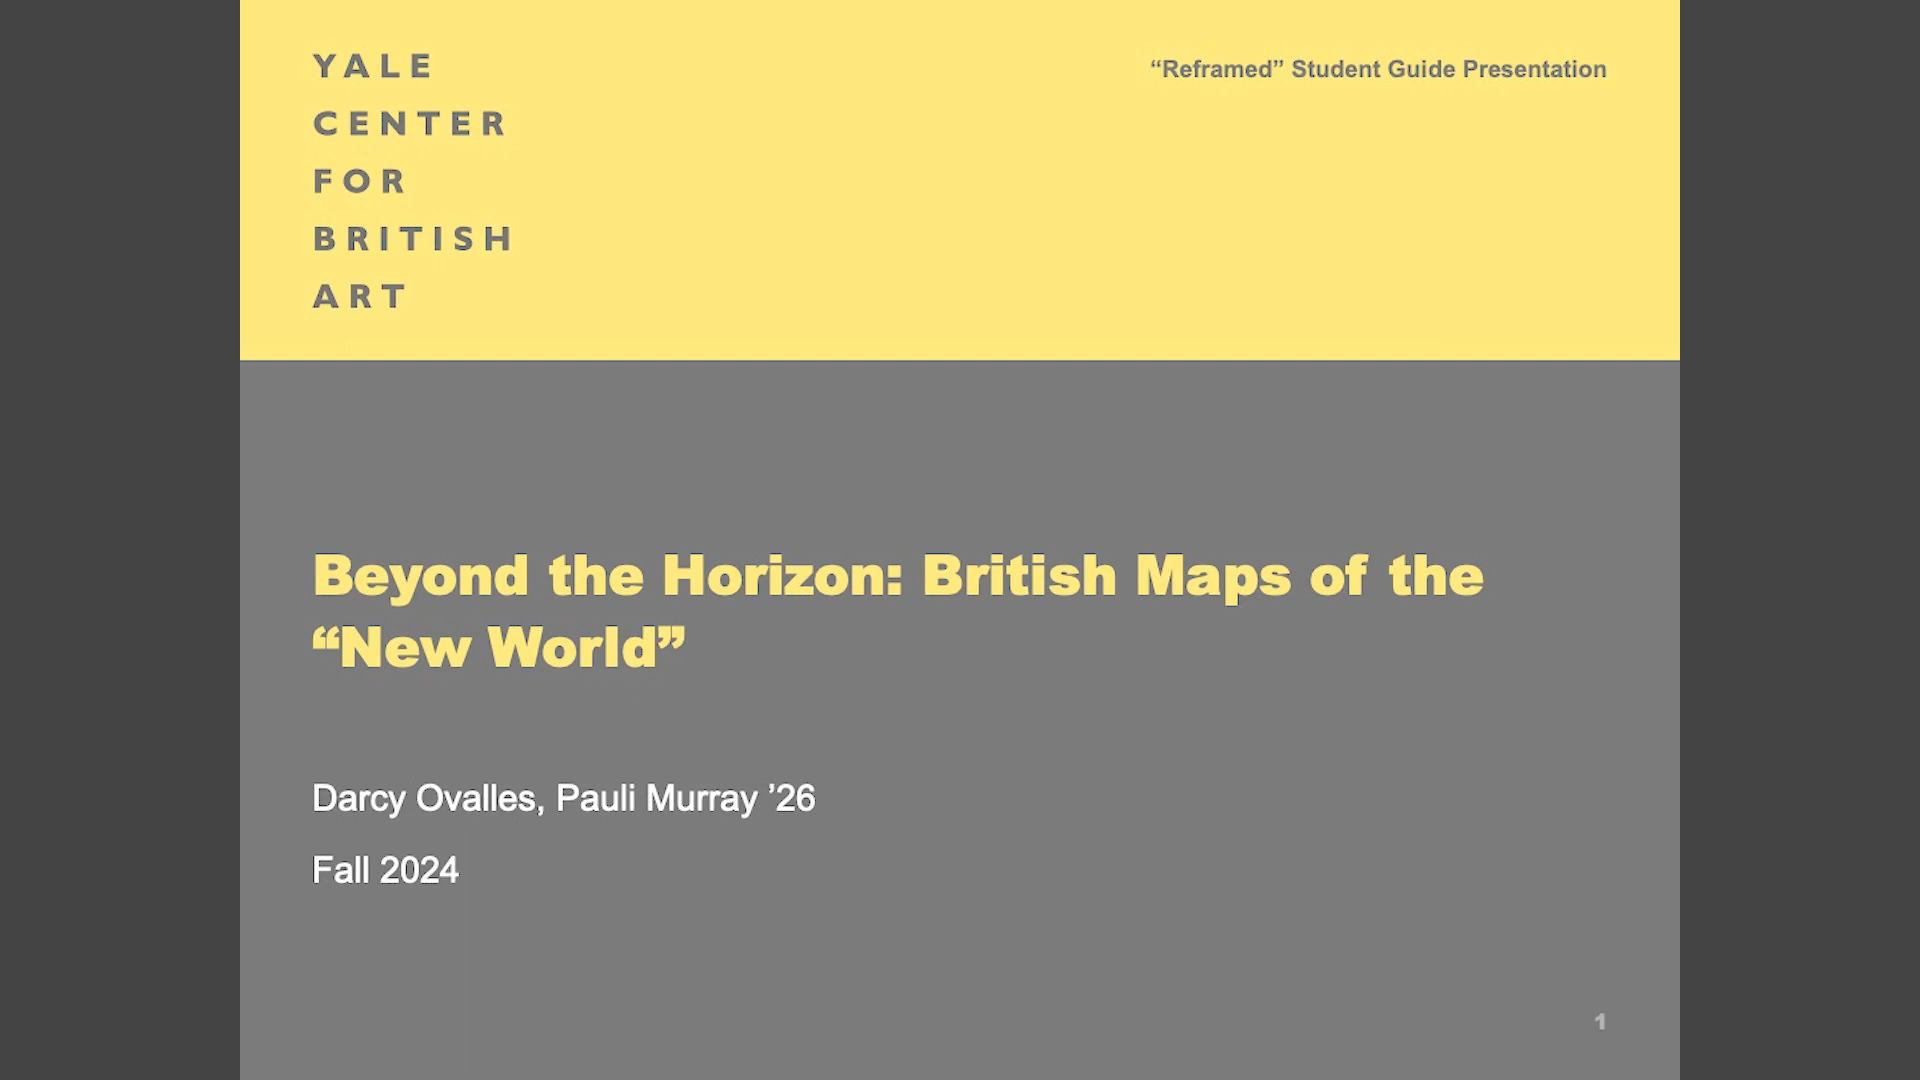 YALE
CENTER
FOR
BRITISH
ART
“Reframed” Student Guide Presentation
Beyond the Horizon: British Maps of the
“New World”
Darcy Ovalles, Pauli Murray ’26
Fall 2024
1